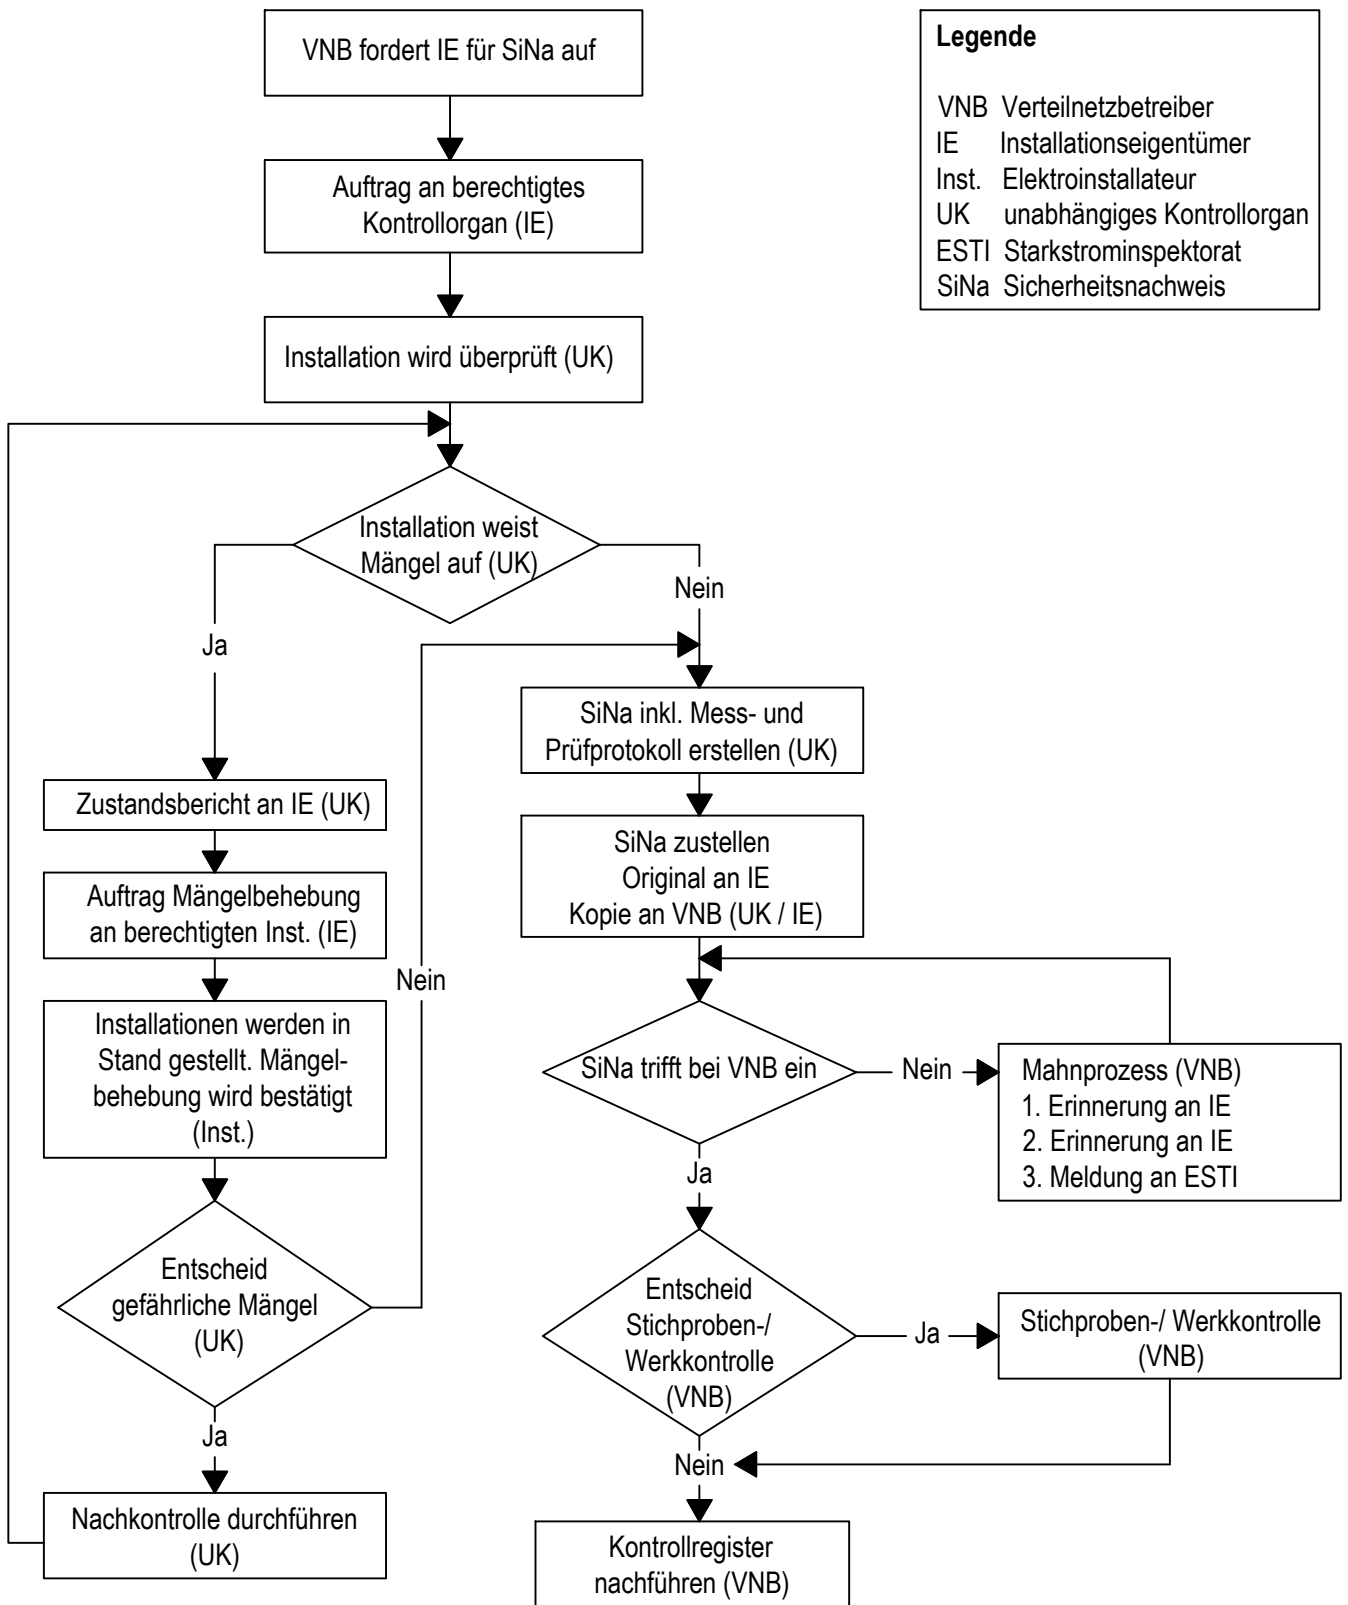 VNB fordert IE für SiNa auf
Auftrag an berechtigtes
Kontrollorgan (IE)
Installation wird überprüft (UK)
Installation weist
Mängel auf (UK)
Ja
Nein
Zustandsbericht an IE (UK)
Auftrag Mängelbehebung
an berechtigten Inst. (IE)
Installationen werden in
Stand gestellt. Mängel-
behebung wird bestätigt
(Inst.)
Entscheid
gefährliche Mängel
(UK)
Nein
Ja
Nachkontrolle durchführen
(UK)
SiNa inkl. Mess- und
Prüfprotokoll erstellen (UK)
SiNa zustellen
Original an IE
Kopie an VNB (UK / IE)
SiNa trifft bei VNB ein
Nein
Mahnprozess (VNB)
1. Erinnerung an IE
2. Erinnerung an IE
3. Meldung an ESTI
Ja
Entscheid
Stichproben-/
Werkkontrolle
(VNB)
Ja
Stichproben-/ Werkkontrolle
(VNB)
Nein
Kontrollregister
nachführen (VNB)
Legende
VNB Verteilnetzbetreiber
IE Installationseigentümer
Inst. Elektroinstallateur
UK unabhängiges Kontrollorgan
ESTI Starkstrominspektorat
SiNa Sicherheitsnachweis